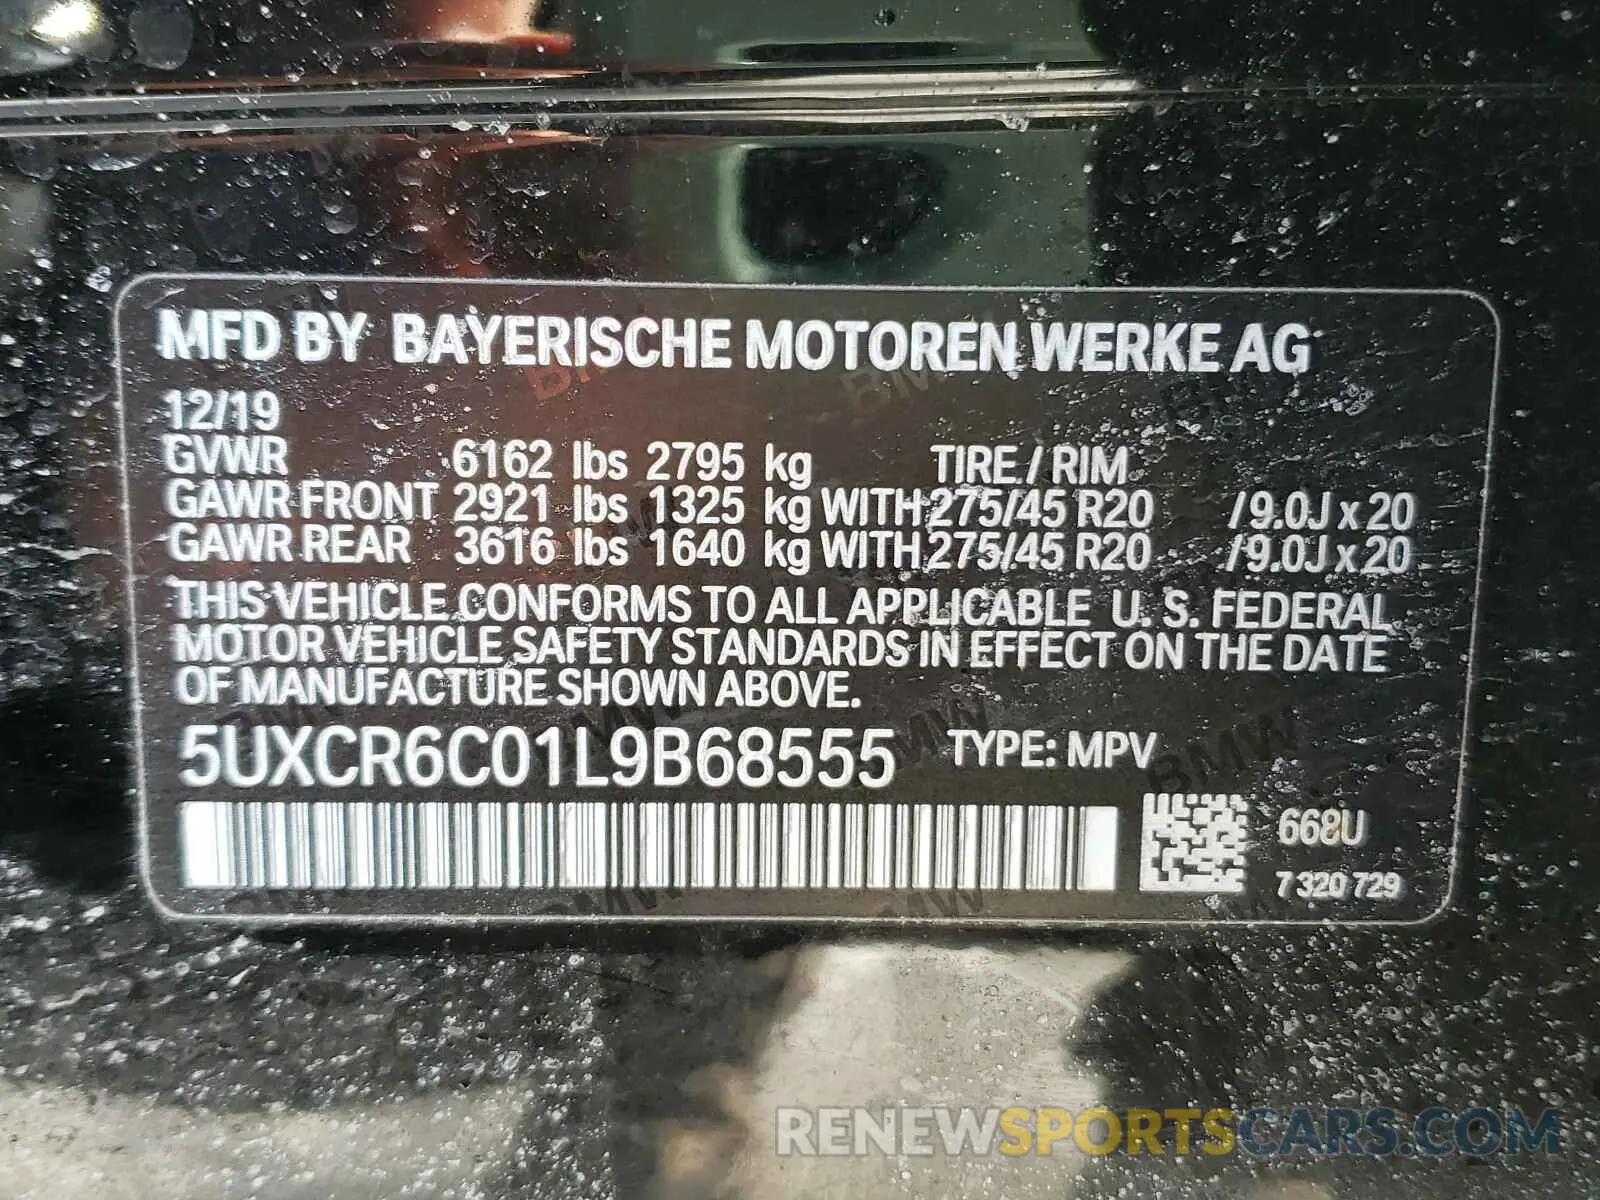 MFD BY BAYERISCHE MOTOREN WERKE AG
12/19
GVWR 6162 lbs 2795 kg TIRE / RIM
GAWR FRONT 2921 lbs 1325 kg WITH 275/45 R20 /9.0J x 20
GAWR REAR 3616 lbs 1640 kg WITH 275/45 R20 /9.0J x 20
THIS VEHICLE CONFORMS TO ALL APPLICABLE U. S. FEDERAL
MOTOR VEHICLE SAFETY STANDARDS IN EFFECT ON THE DATE
OF MANUFACTURE SHOWN ABOVE.
5UXCR6C01L9B68555 TYPE: MPV
668U
7 320 729
RENEWSPORTSCARS.COM